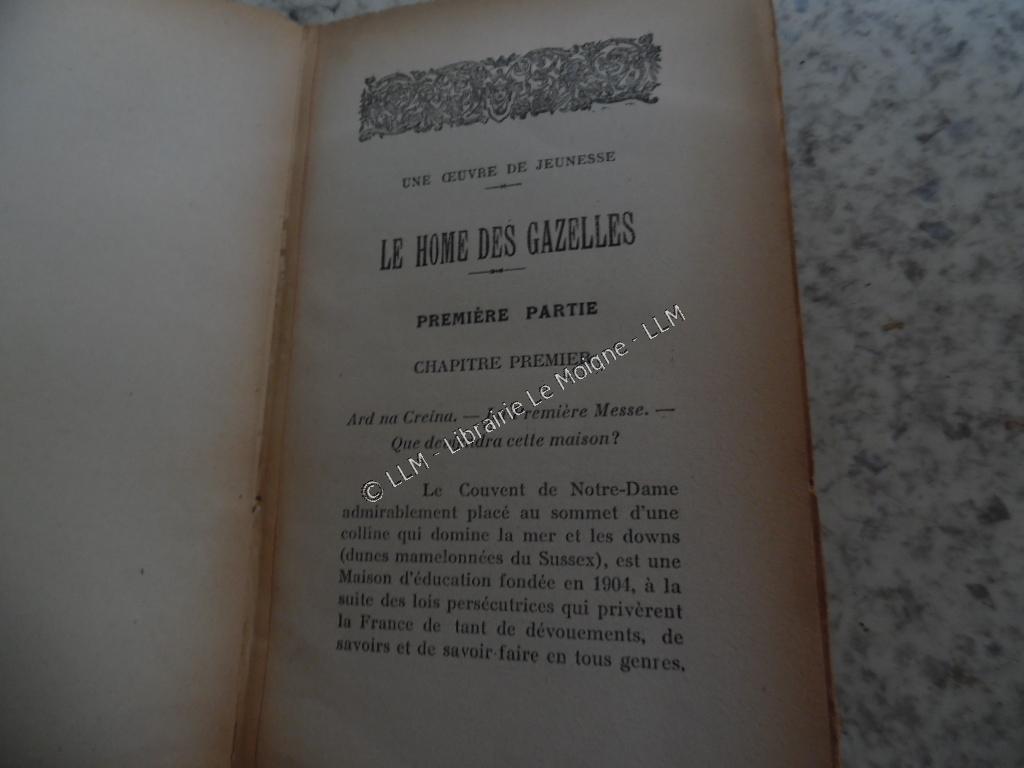 UNE ŒUVRE DE JEUNESSE
LE HOME DES GAZELLES
PREMIÈRE PARTIE
CHAPITRE PREMIER
Ard na Creina. — première Messe. —
Que deviendra cette maison?
Le Couvent de Notre-Dame
admirablement placé au sommet d'une
colline qui domine la mer et les downs
(dunes mamelonnées du Sussex), est une
Maison d'éducation fondée en 1904, à la
suite des lois persécutrices qui privèrent
la France de tant de dévouements, de
savoirs et de savoir-faire en tous genres,
© LLM - Librairie Le Moigne - LLM